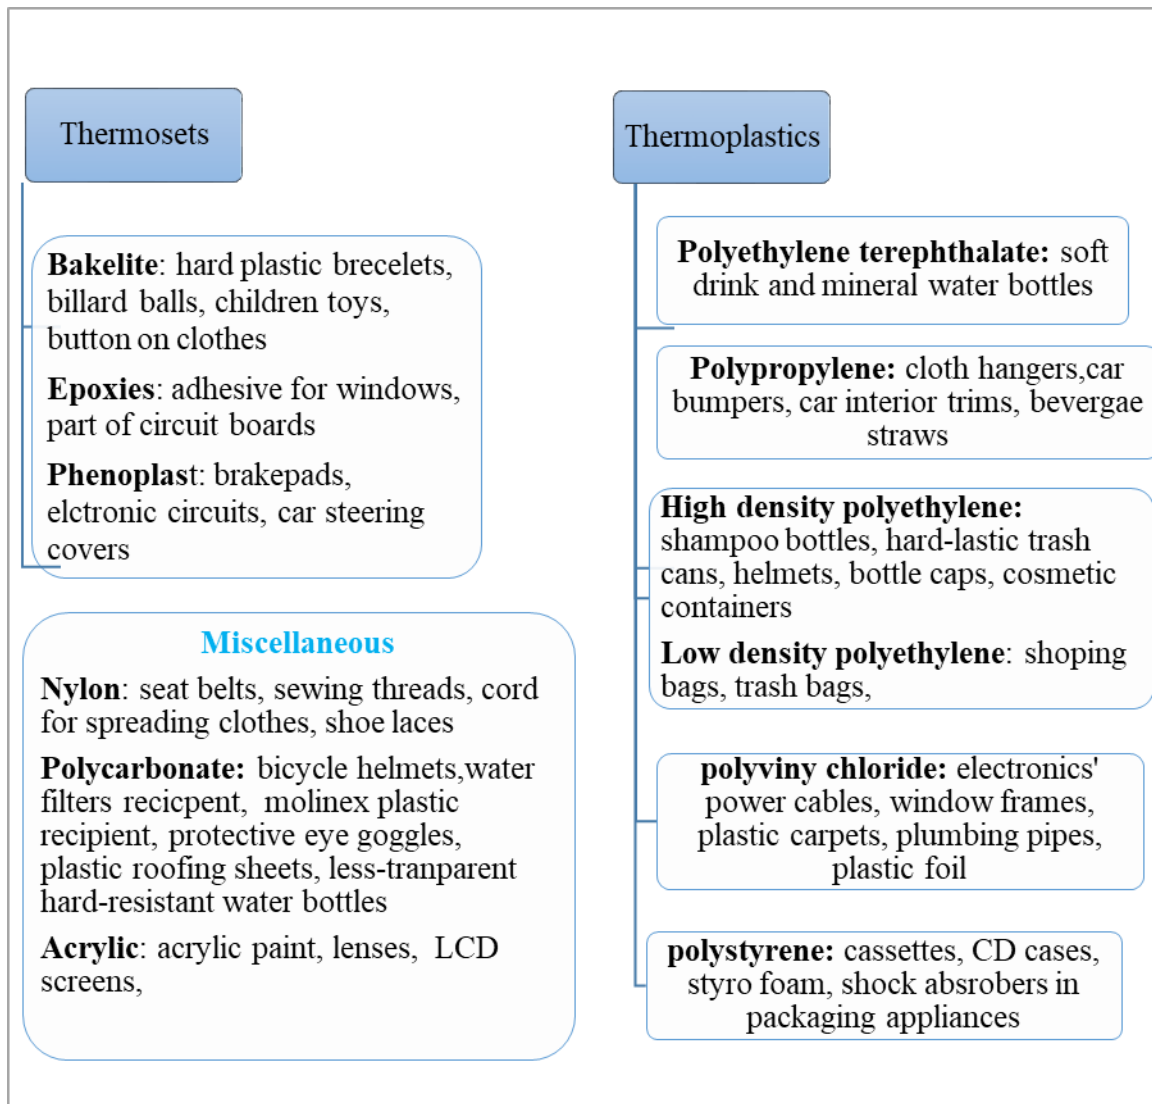 Thermosets
Bakelite: hard plastic brecelets,
billard balls, children toys,
button on clothes
Epoxies: adhesive for windows,
part of circuit boards
Phenoplast: brakepads,
elctronic circuits, car steering
covers
Miscellaneous
Nylon: seat belts, sewing threads, cord
for spreading clothes, shoe laces
Polycarbonate: bicycle helmets,water
filters recicpent, molinex plastic
recipient, protective eye goggles,
plastic roofing sheets, less-tranparent
hard-resistant water bottles
Acrylic: acrylic paint, lenses, LCD
screens,
Thermoplastics
Polyethylene terephthalate: soft
drink and mineral water bottles
Polypropylene: cloth hangers,car
bumpers, car interior trims, bevergae
straws
High density polyethylene:
shampoo bottles, hard-lastic trash
cans, helmets, bottle caps, cosmetic
containers
Low density polyethylene: shoping
bags, trash bags,
polyviny chloride: electronics'
power cables, window frames,
plastic carpets, plumbing pipes,
plastic foil
polystyrene: cassettes, CD cases,
styro foam, shock absrobers in
packaging appliances